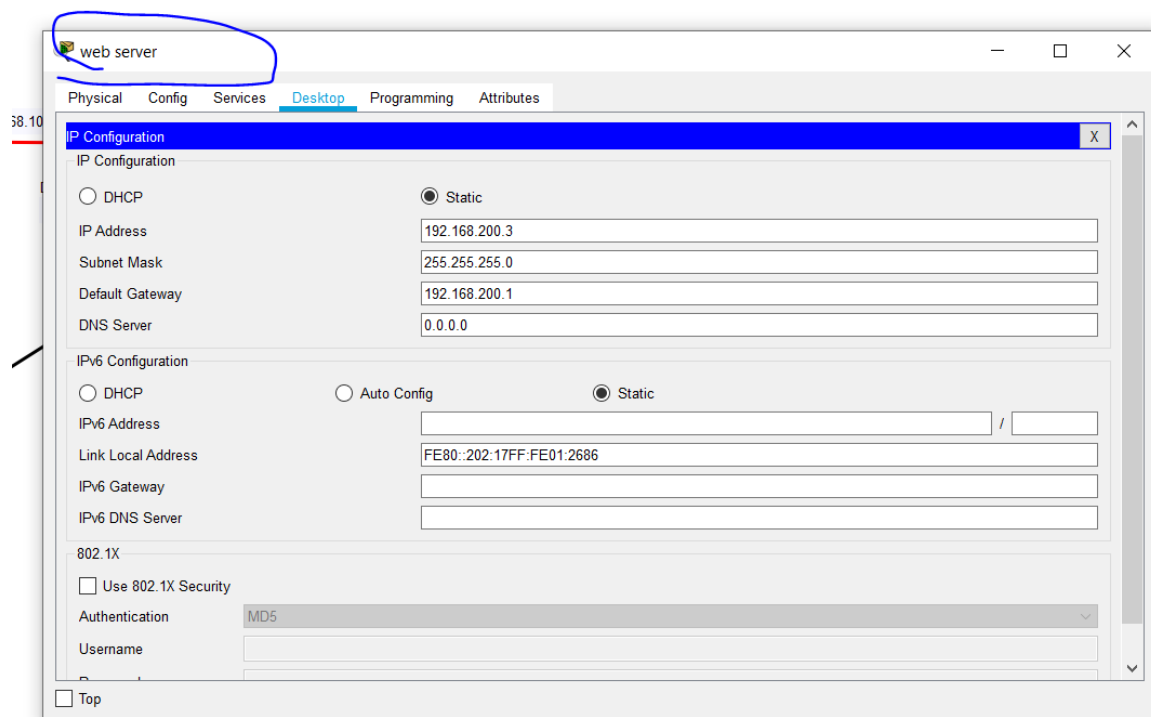 web server
Physical Config Services Desktop Programming Attributes
68.10
IP Configuration X
IP Configuration
DHCP Static
IP Address 192.168.200.3
Subnet Mask 255.255.255.0
Default Gateway 192.168.200.1
DNS Server 0.0.0.0
IPv6 Configuration
DHCP Auto Config Static
IPv6 Address /
Link Local Address FE80::202:17FF:FE01:2686
IPv6 Gateway
IPv6 DNS Server
802.1X
Use 802.1X Security
Authentication MD5
Username
Top